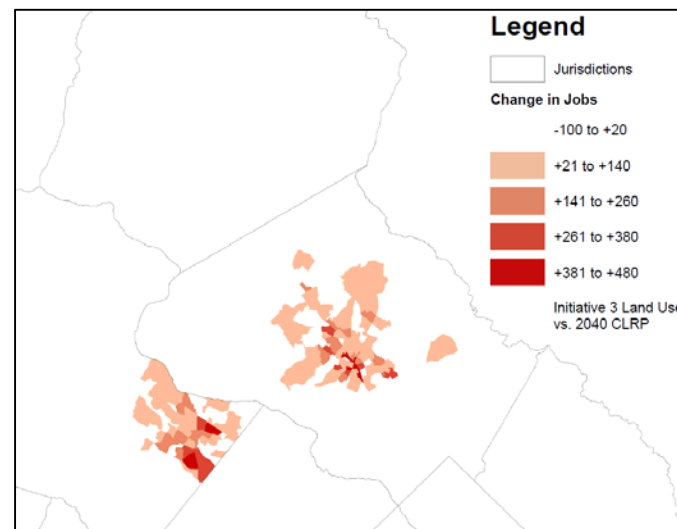 Legend
Jurisdictions
Change in Jobs
-100 to +20
+21 to +140
+141 to +260
+261 to +380
+381 to +480
Initiative 3 Land Use
vs. 2040 CLRP